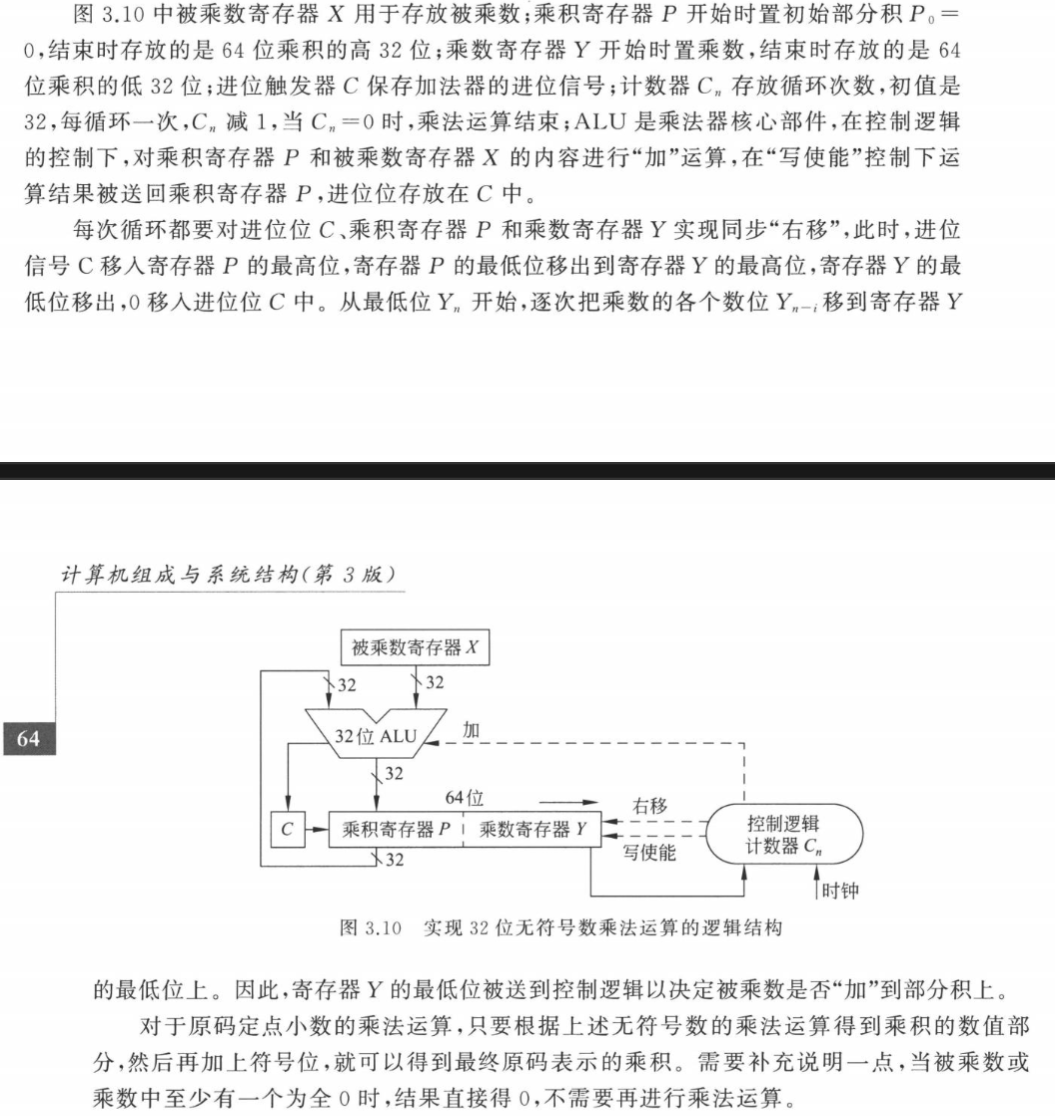 图 3.10 中被乘数寄存器 X 用于存放被乘数;乘积寄存器 P 开始时置初始部分积 P₀=
0,结束时存放的是 64 位乘积的高 32 位;乘数寄存器 Y 开始时置乘数,结束时存放的是 64
位乘积的低 32 位;进位触发器 C 保存加法器的进位信号;计数器 Cₙ 存放循环次数,初值是
32,每循环一次,Cₙ 减 1,当 Cₙ=0 时,乘法运算结束;ALU 是乘法器核心部件,在控制逻辑
的控制下,对乘积寄存器 P 和被乘数寄存器 X 的内容进行“加”运算,在“写使能”控制下运
算结果被送回乘积寄存器 P,进位位存放在 C 中。
每次循环都要对进位位 C、乘积寄存器 P 和乘数寄存器 Y 实现同步“右移”,此时,进位
信号 C 移入寄存器 P 的最高位,寄存器 P 的最低位移出到寄存器 Y 的最高位,寄存器 Y 的最
低位移出,0 移入进位位 C 中。从最低位 Yₙ 开始,逐次把乘数的各个数位 Yₙ₋ᵢ 移到寄存器 Y
计算机组成与系统结构(第 3 版)
64
被乘数寄存器 X
32
32
32位 ALU
加
32
64位
C
乘积寄存器 P
乘数寄存器 Y
右移
写使能
控制逻辑
计数器 Cₙ
32
时钟
图 3.10 实现 32 位无符号数乘法运算的逻辑结构
的最低位上。因此,寄存器 Y 的最低位被送到控制逻辑以决定被乘数是否“加”到部分积上。
对于原码定点小数的乘法运算,只要根据上述无符号数的乘法运算得到乘积的数值部
分,然后再加上符号位,就可以得到最终原码表示的乘积。需要补充说明一点,当被乘数或
乘数中至少有一个为全 0 时,结果直接得 0,不需要再进行乘法运算。